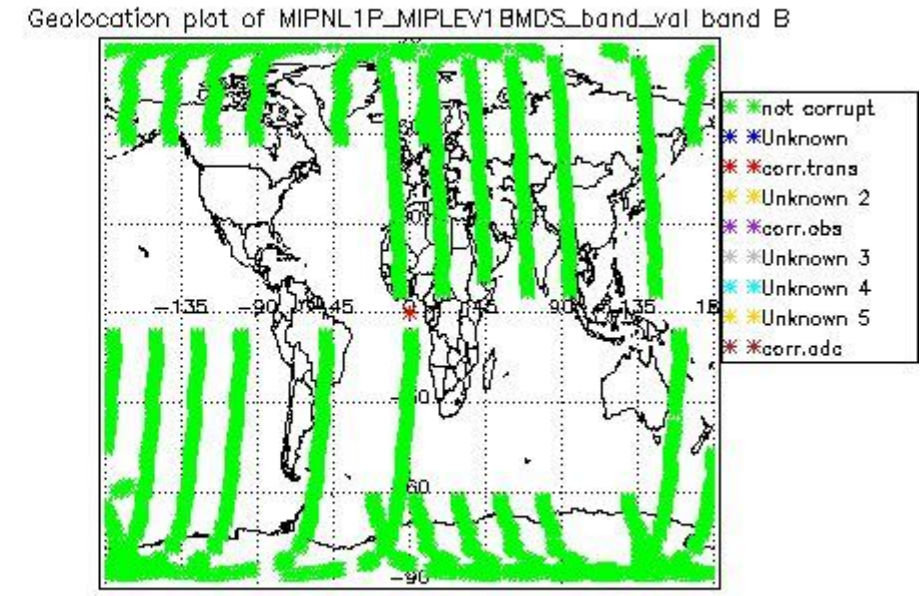 Geolocation plot of MIPNL1P_MIPLEV1BMDS_band_val band B
not corrupt
Unknown
corr.trans
Unknown 2
corr.obs
Unknown 3
Unknown 4
Unknown 5
corr.adc
-135 -90 45 45 90 135 18
60
-90